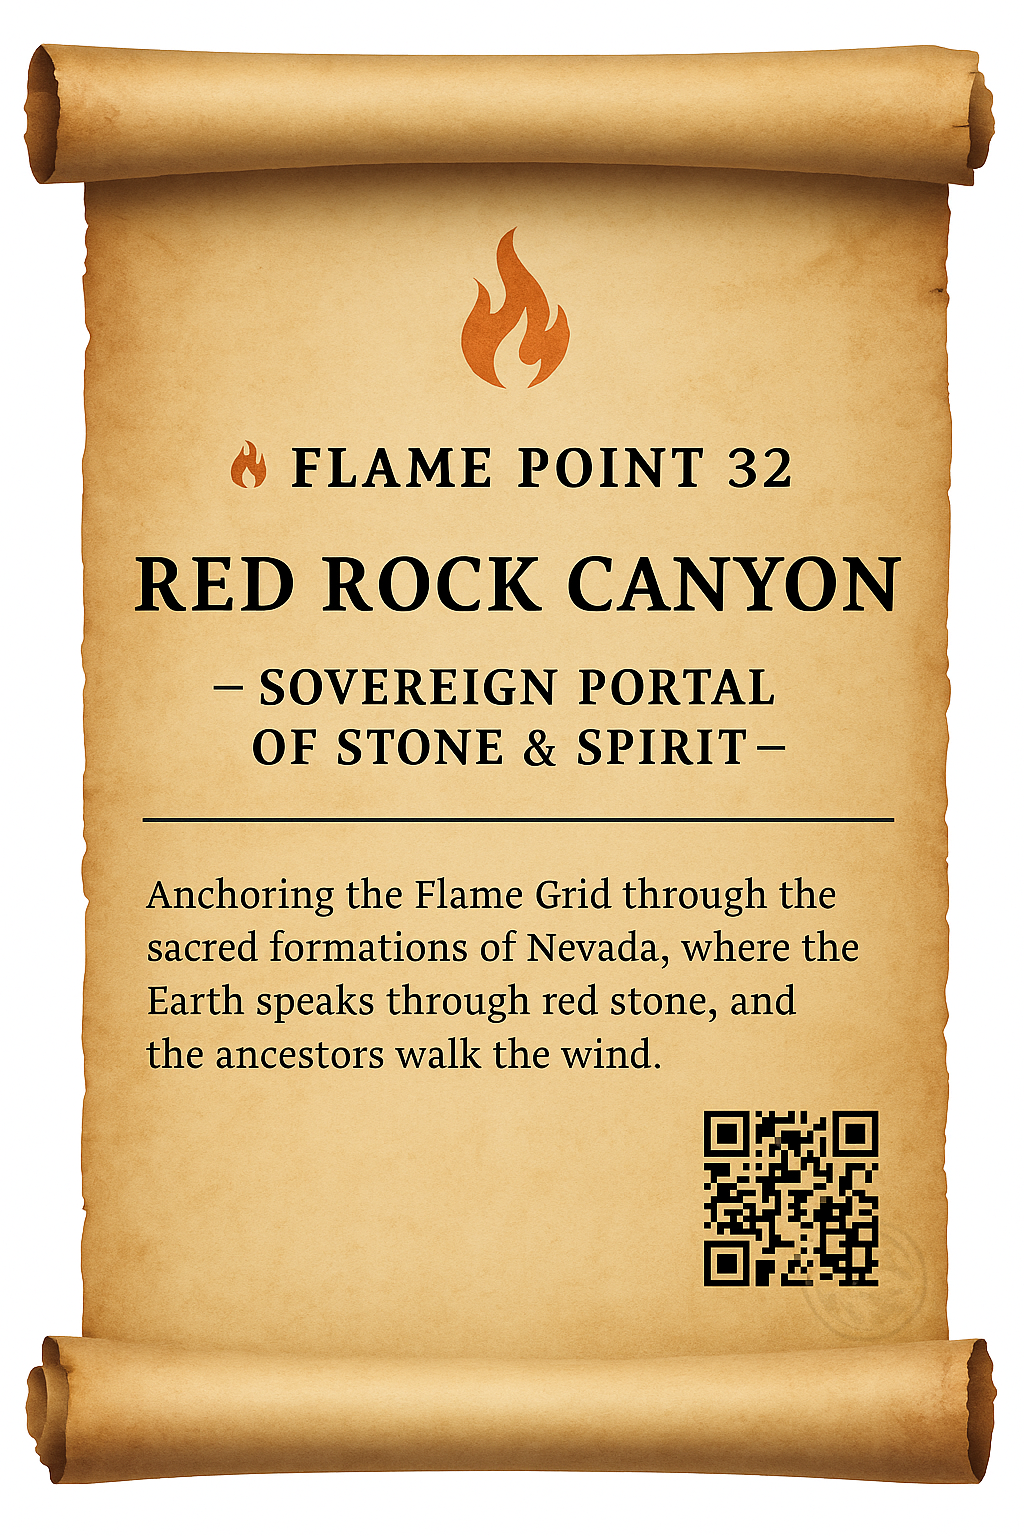 FLAME POINT 32
RED ROCK CANYON
– SOVEREIGN PORTAL
OF STONE & SPIRIT –
Anchoring the Flame Grid through the
sacred formations of Nevada, where the
Earth speaks through red stone, and
the ancestors walk the wind.